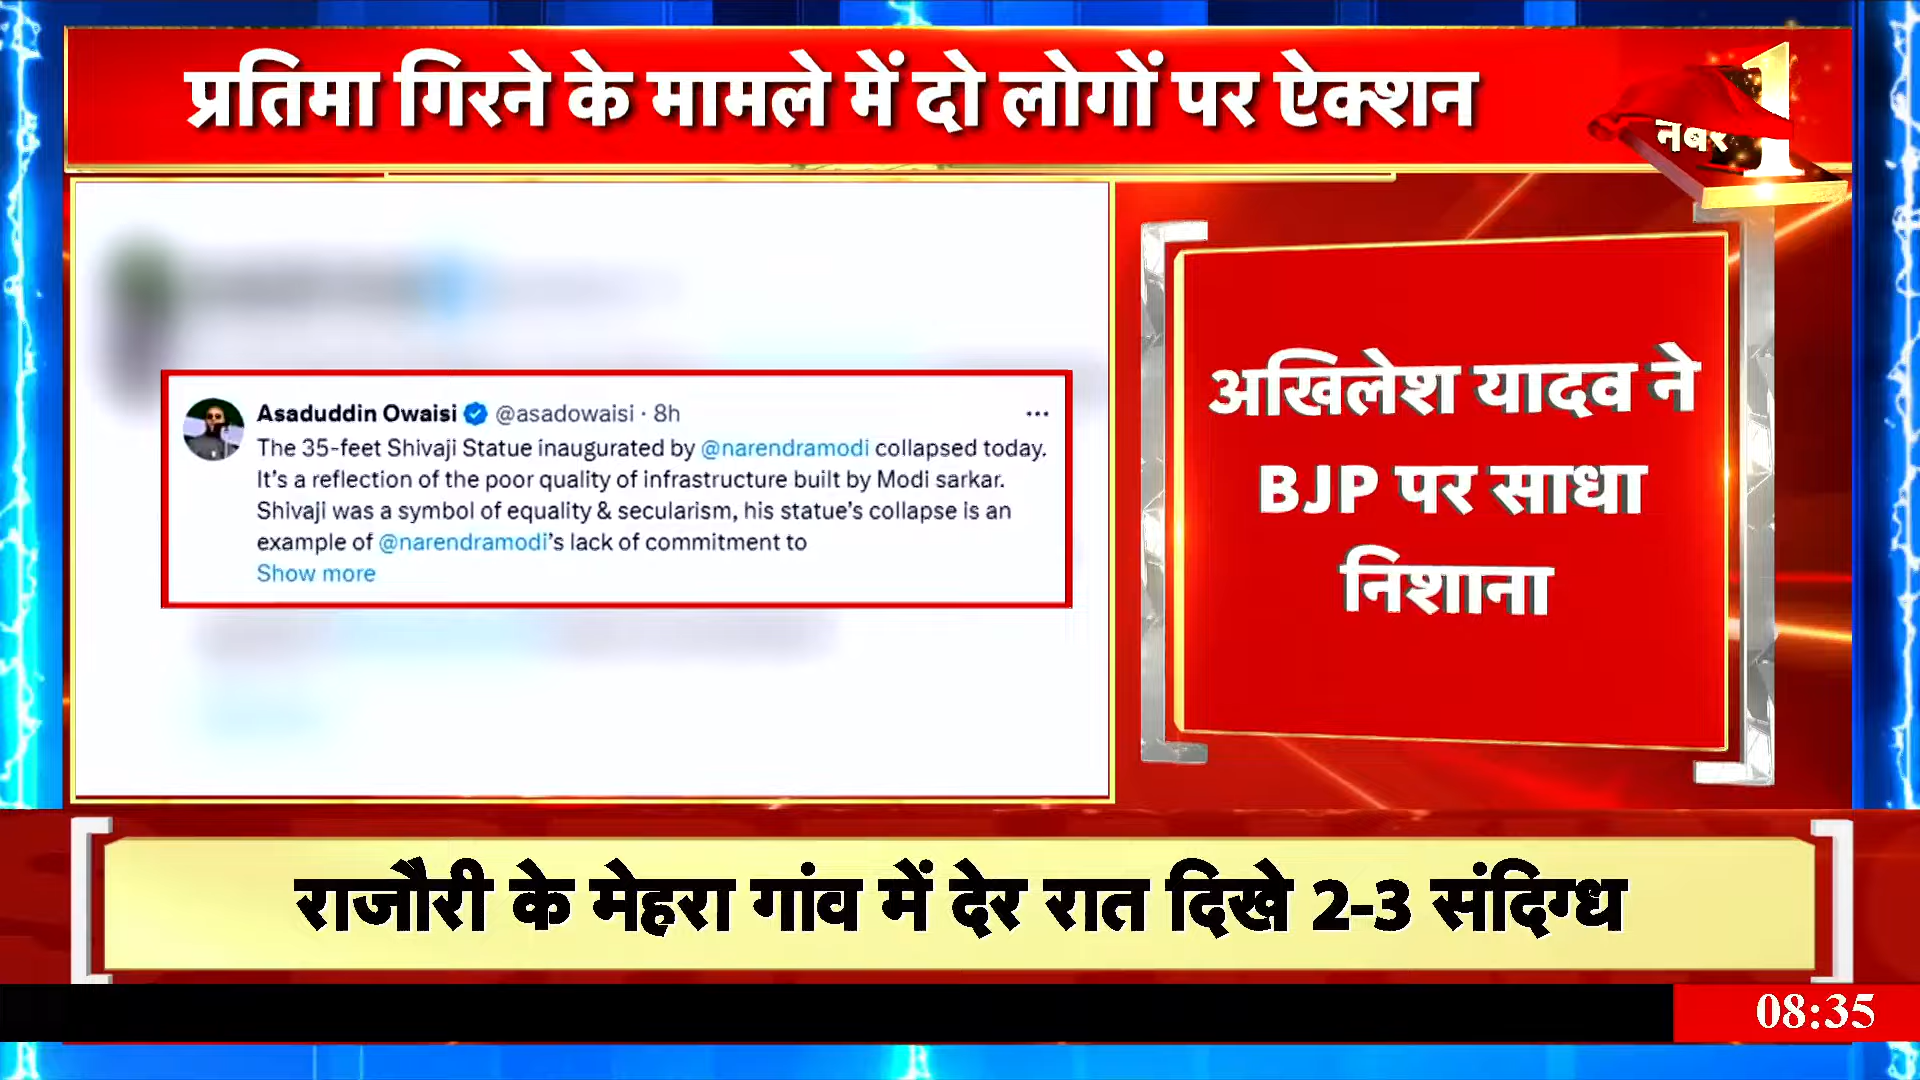 प्रतिमा गिरने के मामले में दो लोगों पर ऐक्शन
नंबर 1
Asaduddin Owaisi @asadowaisi · 8h
The 35-feet Shivaji Statue inaugurated by @narendramodi collapsed today.
It's a reflection of the poor quality of infrastructure built by Modi sarkar.
Shivaji was a symbol of equality & secularism, his statue's collapse is an
example of @narendramodi's lack of commitment to
Show more
अखिलेश यादव ने
BJP पर साधा
निशाना
राजौरी के मेहरा गांव में देर रात दिखे 2-3 संदिग्ध
08:35